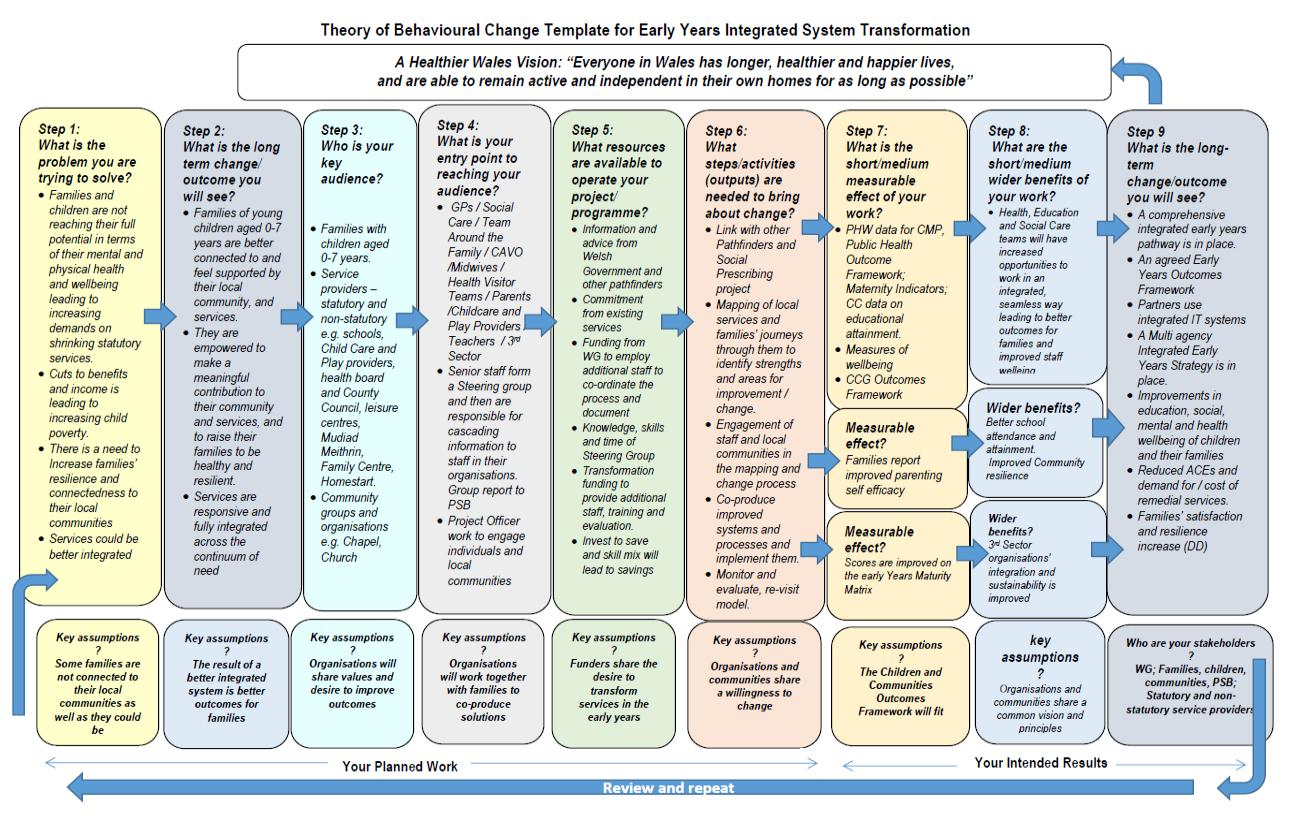 Theory of Behavioural Change Template for Early Years Integrated System Transformation
A Healthier Wales Vision: “Everyone in Wales has longer, healthier and happier lives,
and are able to remain active and independent in their own homes for as long as possible”
Step 1:
What is the
problem you are
trying to solve?
• Families and
children are not
reaching their full
potential in terms
of their mental and
physical health
and wellbeing
leading to
increasing
demands on
shrinking statutory
services.
• Cuts to benefits
and income is
leading to
increasing child
poverty.
• There is a need to
Increase families’
resilience and
connectedness to
their local
communities
• Services could be
better integrated
Step 2:
What is the long
term change/
outcome you
will see?
• Families of young
children aged 0-7
years are better
connected to and
feel supported by
their local
community, and
services.
• They are
empowered to
make a
meaningful
contribution to
their community
and services, and
to raise their
families to be
healthy and
resilient.
• Services are
responsive and
fully integrated
across the
continuum of
need
Step 3:
Who is your
key
audience?
• Families with
children aged
0-7 years.
• Service
providers –
statutory and
non-statutory
e.g. schools,
Child Care and
Play providers,
health board
and County
Council, leisure
centres,
Mudiad
Meithrin,
Family Centre,
Homestart.
• Community
groups and
organisations
e.g. Chapel,
Church
Step 4:
What is your
entry point to
reaching your
audience?
• GPs / Social
Care / Team
Around the
Family / CAVO
/Midwives /
Health Visitor
Teams / Parents
/Childcare and
Play Providers /
Teachers / 3rd
Sector
• Senior staff form
a Steering group
and then are
responsible for
cascading
information to
staff in their
organisations.
Group report to
PSB
• Project Officer
work to engage
individuals and
local
communities
Step 5:
What resources
are available to
operate your
project/
programme?
• Information and
advice from
Welsh
Government and
other pathfinders
• Commitment
from existing
services
• Funding from
WG to employ
additional staff to
co-ordinate the
process and
document
• Knowledge, skills
and time of
Steering Group
• Transformation
funding to
provide additional
staff, training and
evaluation.
• Invest to save
and skill mix will
lead to savings
Step 6:
What
steps/activities
(outputs) are
needed to bring
about change?
• Link with other
Pathfinders and
Social
Prescribing
project
• Mapping of local
services and
families’ journeys
through them to
identify strengths
and areas for
improvement /
change.
• Engagement of
staff and local
communities in
the mapping and
change process
• Co-produce
improved
systems and
processes and
implement them.
• Monitor and
evaluate, re-visit
model.
Step 7:
What is the
short/medium
measurable
effect of your
work?
• PHW data for CMP,
Public Health
Outcome
Framework;
Maternity Indicators;
CC data on
educational
attainment.
• Measures of
wellbeing
• CCG Outcomes
Framework
Measurable
effect?
Families report
improved parenting
self efficacy
Measurable
effect?
Scores are improved on
the early Years Maturity
Matrix
Step 8:
What are the
short/medium
wider benefits of
your work?
• Health, Education
and Social Care
teams will have
increased
opportunities to
work in an
integrated,
seamless way
leading to better
outcomes for
families and
improved staff
welleing
Wider benefits?
Better school
attendance and
attainment.
Improved Community
resilience
Wider
benefits?
3rd Sector
organisations’
integration and
sustainability is
improved
Step 9
What is the long-
term
change/outcome
you will see?
• A comprehensive
integrated early years
pathway is in place.
• An agreed Early
Years Outcomes
Framework
• Partners use
integrated IT systems
• A Multi agency
Integrated Early
Years Strategy is in
place.
• Improvements in
education, social,
mental and health
wellbeing of children
and their families
• Reduced ACEs and
demand for / cost of
remedial services.
• Families’ satisfaction
and resilience
increase (DD)
Key assumptions
?
Some families are
not connected to
their local
communities as
well as they could
be
Key assumptions
?
The result of a
better integrated
system is better
outcomes for
families
Key assumptions
?
Organisations will
share values and
desire to improve
outcomes
Key assumptions
?
Organisations
will work together
with families to
co-produce
solutions
Key assumptions
?
Funders share the
desire to
transform
services in the
early years
Key assumptions
?
Organisations and
communities share
a willingness to
change
Key assumptions
?
The Children and
Communities
Outcomes
Framework will fit
key
assumptions
?
Organisations and
communities share a
common vision and
principles
Who are your stakeholders
?
WG; Families, children,
communities, PSB;
Statutory and non-
statutory service providers
Your Planned Work
Your Intended Results
Review and repeat